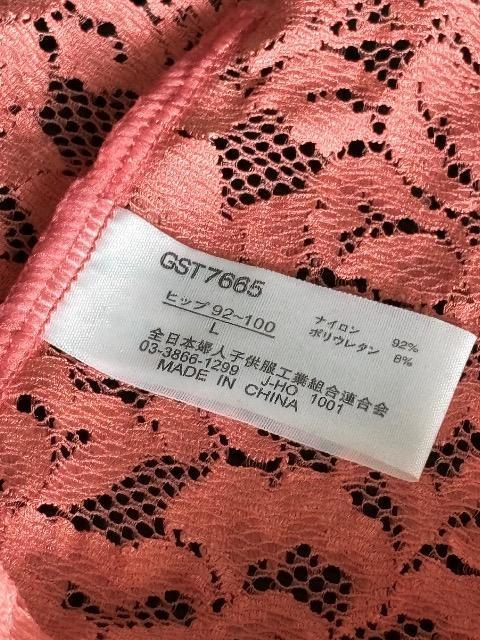 GST7665
ヒップ 92~100
L
ナイロン 92%
ポリウレタン 8%
全日本婦人子供服工業組合連合会
03-3866-1299 J-HO 1001
MADE IN CHINA